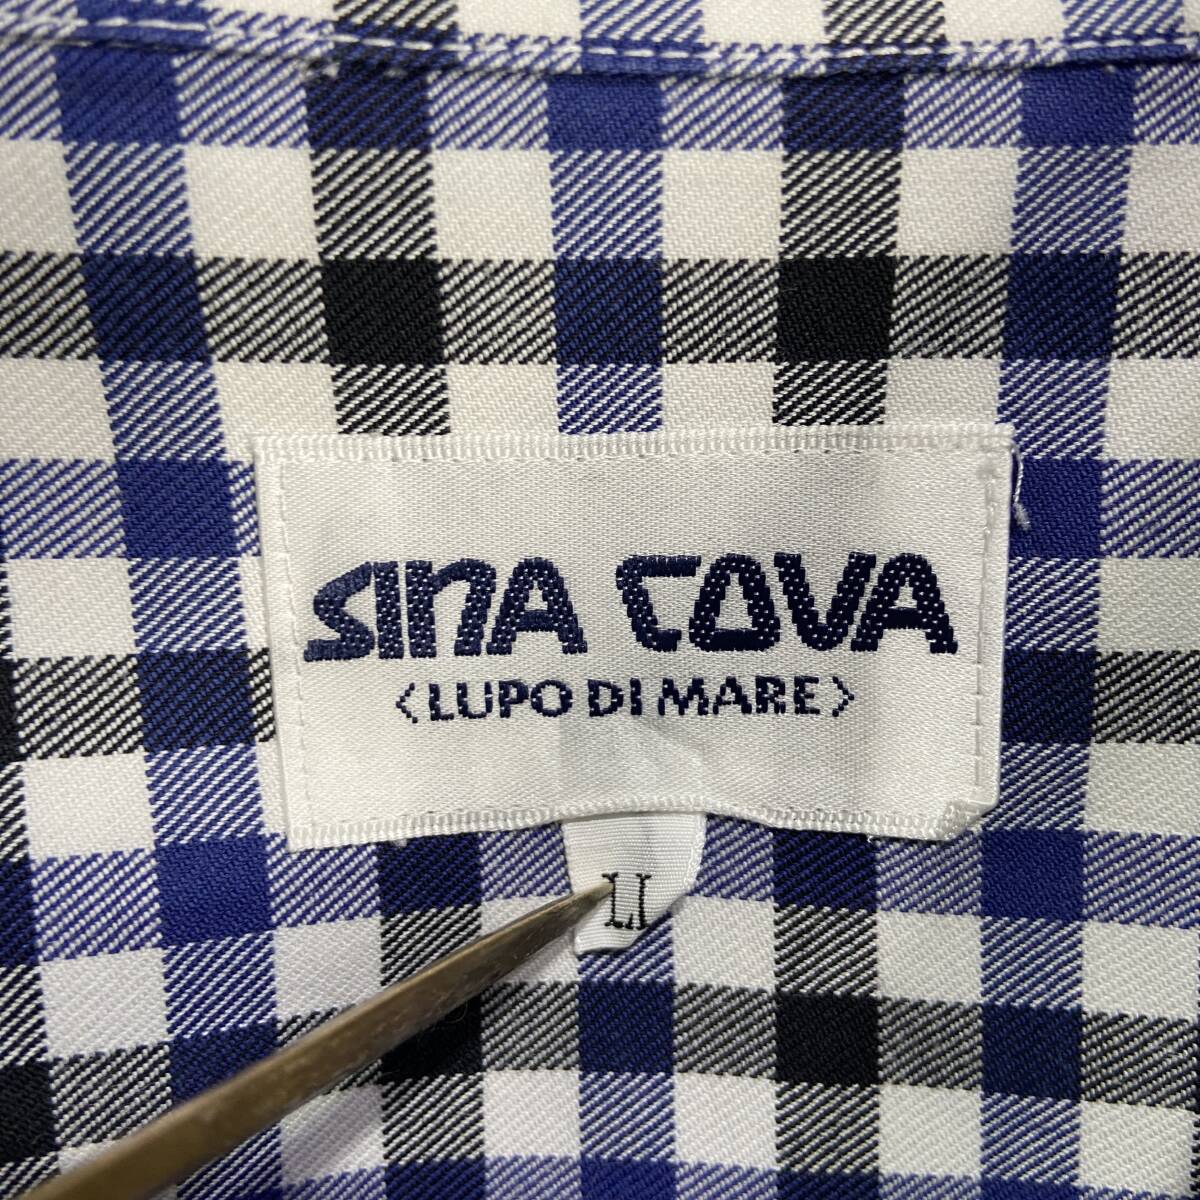 SINA COVA
〈LUPO DI MARE〉
LL